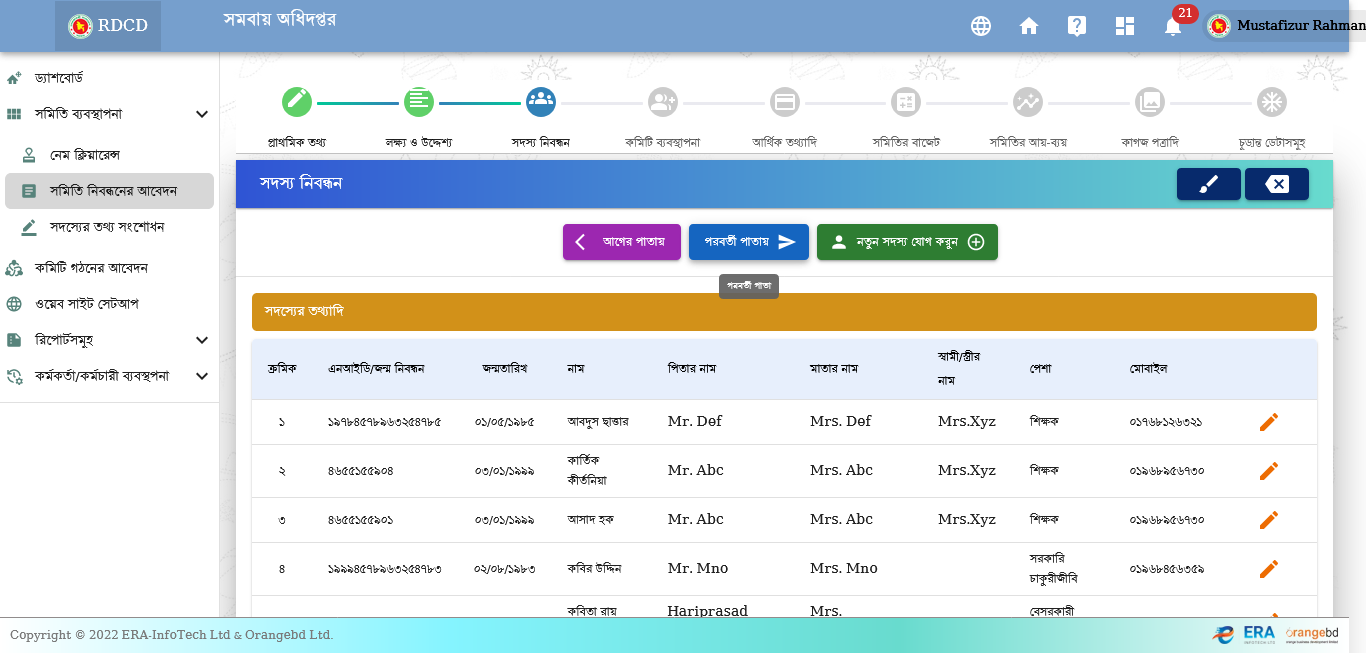 RDCD
সমবায় অধিদপ্তর
21
Mustafizur Rahman
ড্যাশবোর্ড
সমিতি ব্যবস্থাপনা
নেম ক্লিয়ারেন্স
সমিতি নিবন্ধনের আবেদন
সদস্যের তথ্য সংশোধন
কমিটি গঠনের আবেদন
ওয়েব সাইট সেটআপ
রিপোর্টসমূহ
কর্মকর্তা/কর্মচারী ব্যবস্থপনা
প্রাথমিক তথ্য
লক্ষ্য ও উদ্দেশ্য
সদস্য নিবন্ধন
কমিটি ব্যবস্থাপনা
আর্থিক তথ্যাদি
সমিতির বাজেট
সমিতির আয়-ব্যয়
কাগজ পত্রাদি
চুড়ান্ত ডেটাসমূহ
সদস্য নিবন্ধন
আগের পাতায়
পরবর্তী পাতায়
নতুন সদস্য যোগ করুন
পরবর্তী পাতা
সদস্যের তথ্যাদি
ক্রমিক এনআইডি/জন্ম নিবন্ধন জন্মতারিখ নাম পিতার নাম মাতার নাম স্বামী/স্ত্রীর নাম পেশা মোবাইল
১ ১৯৭৮৪৫৭৮৯৬৩২৫৪৭৮৫ ০১/০৫/১৯৮৫ আবদুস ছাত্তার Mr. Def Mrs. Def Mrs.Xyz শিক্ষক ০১৭৬৮১২৬৩২১
২ ৪৬৫৫১৫৫৯০৪ ০৩/০১/১৯৯৯ কার্তিক কীর্তনিয়া Mr. Abc Mrs. Abc Mrs.Xyz শিক্ষক ০১৯৬৮৯৫৬৭৩০
৩ ৪৬৫৫১৫৫৯০১ ০৩/০১/১৯৯৯ আসাদ হক Mr. Abc Mrs. Abc Mrs.Xyz শিক্ষক ০১৯৬৮৯৫৬৭৩০
৪ ১৯৯৯৪৫৭৮৯৬৩২৫৪৭৮৩ ০২/০৮/১৯৮৩ কবির উদ্দিন Mr. Mno Mrs. Mno সরকারি চাকুরীজীবি ০১৯৬৮৪৫৬৩৫৯
কবিতা রায় Hariprasad Mrs. বেসরকারী
Copyright © 2022 ERA-InfoTech Ltd & Orangebd Ltd.
ERA
orangebd